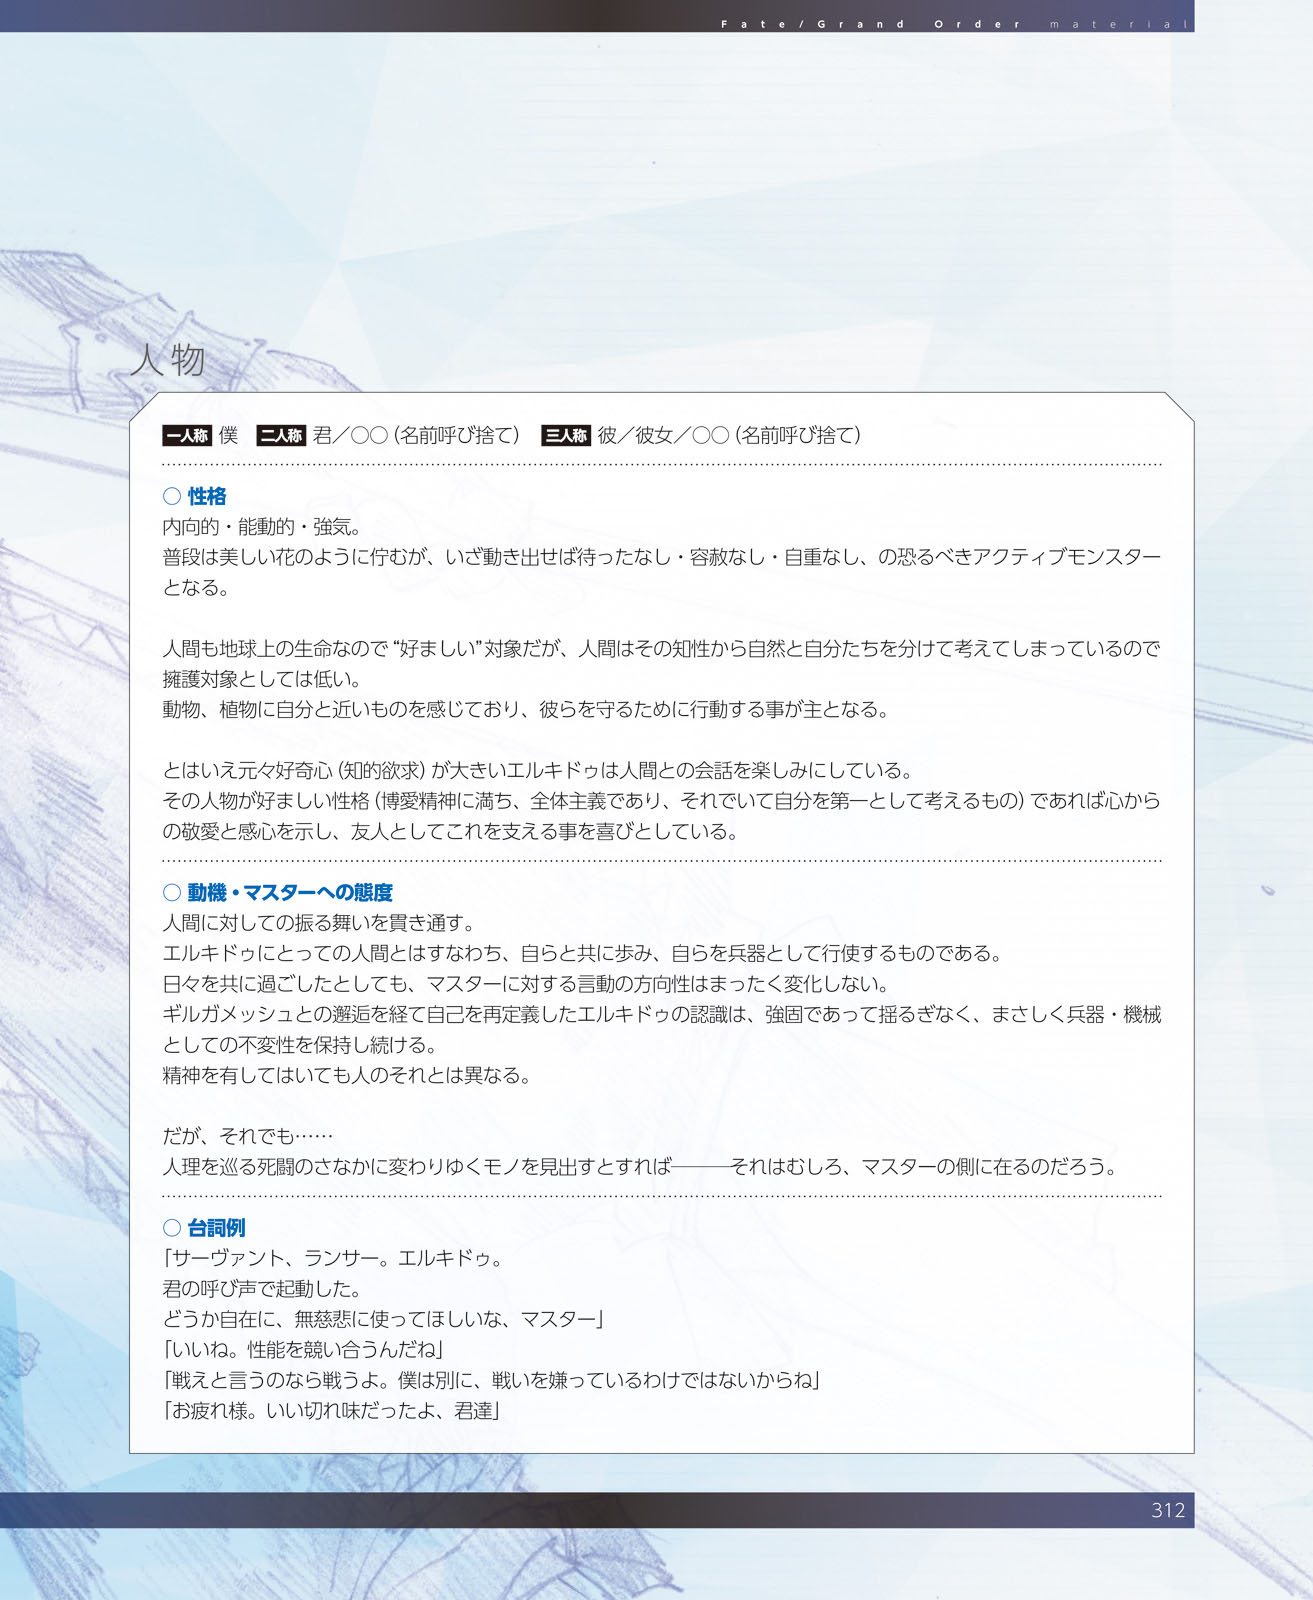 Fate/Grand Order material
人物
一人称 僕 二人称 君／○○（名前呼び捨て） 三人称 彼／彼女／○○（名前呼び捨て）
○ 性格
内向的・能動的・強気。
普段は美しい花のように佇むが、いざ動き出せば待ったなし・容赦なし・自重なし、の恐るべきアクティブモンスター
となる。
人間も地球上の生命なので“好ましい”対象だが、人間はその知性から自然と自分たちを分けて考えてしまっているので
擁護対象としては低い。
動物、植物に自分と近いものを感じており、彼らを守るために行動する事が主となる。
とはいえ元々好奇心（知的欲求）が大きいエルキドゥは人間との会話を楽しみにしている。
その人物が好ましい性格（博愛精神に満ち、全体主義であり、それでいて自分を第一として考えるもの）であれば心から
の敬愛と感心を示し、友人としてこれを支える事を喜びとしている。
○ 動機・マスターへの態度
人間に対しての振る舞いを貫き通す。
エルキドゥにとっての人間とはすなわち、自らと共に歩み、自らを兵器として行使するものである。
日々を共に過ごしたとしても、マスターに対する言動の方向性はまったく変化しない。
ギルガメッシュとの邂逅を経て自己を再定義したエルキドゥの認識は、強固であって揺るぎなく、まさしく兵器・機械
としての不変性を保持し続ける。
精神を有してはいても人のそれとは異なる。
だが、それでも……
人理を巡る死闘のさなかに変わりゆくモノを見出すとすれば―――それはむしろ、マスターの側に在るのだろう。
○ 台詞例
「サーヴァント、ランサー。エルキドゥ。
君の呼び声で起動した。
どうか自在に、無慈悲に使ってほしいな、マスター」
「いいね。性能を競い合うんだね」
「戦えと言うのなら戦うよ。僕は別に、戦いを嫌っているわけではないからね」
「お疲れ様。いい切れ味だったよ、君達」
312